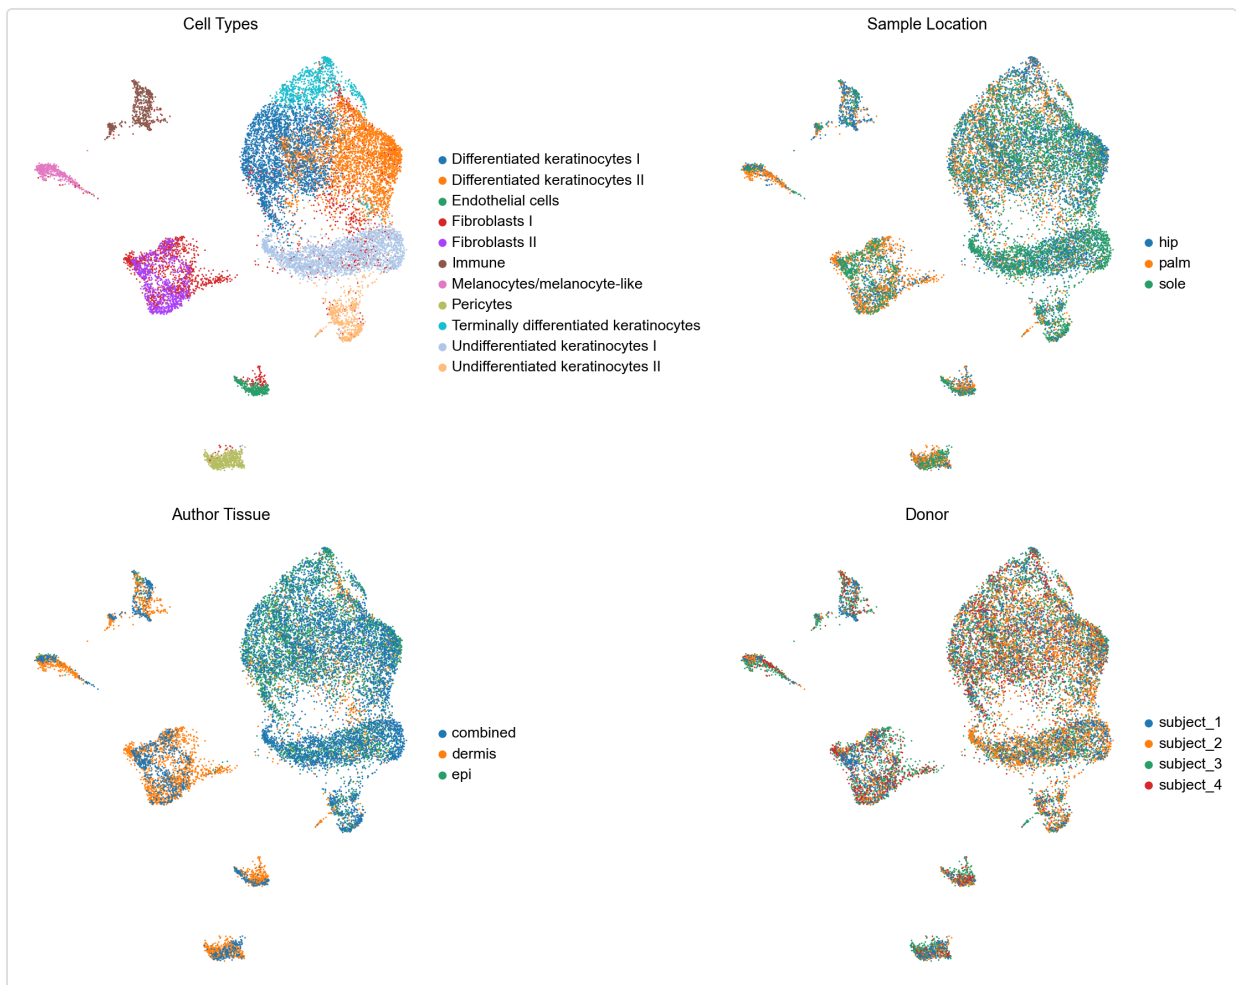 Cell Types
Differentiated keratinocytes I
Differentiated keratinocytes II
Endothelial cells
Fibroblasts I
Fibroblasts II
Immune
Melanocytes/melanocyte-like
Pericytes
Terminally differentiated keratinocytes
Undifferentiated keratinocytes I
Undifferentiated keratinocytes II
Sample Location
hip
palm
sole
Author Tissue
combined
dermis
epi
Donor
subject_1
subject_2
subject_3
subject_4